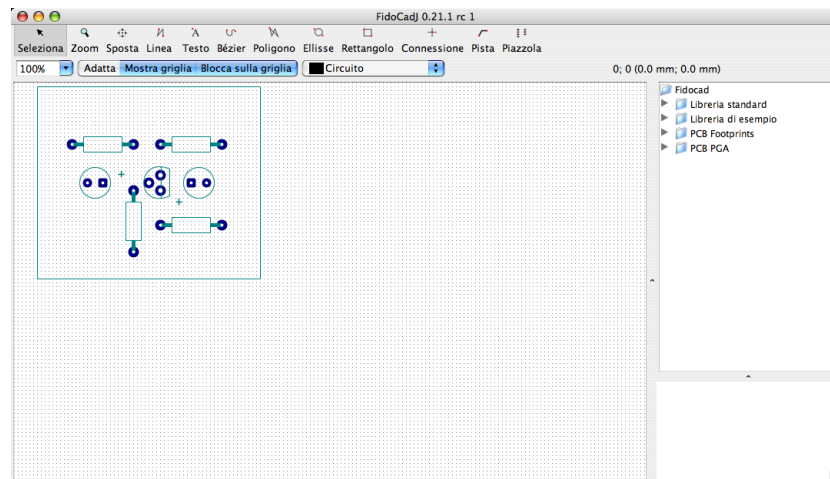 FidoCadJ 0.21.1 rc 1
Seleziona Zoom Sposta Linea Testo Bézier Poligono Ellisse Rettangolo Connessione Pista Piazzola
100% Adatta Mostra griglia Blocca sulla griglia Circuito 0; 0 (0.0 mm; 0.0 mm)
Fidocad
Libreria standard
Libreria di esempio
PCB Footprints
PCB PGA